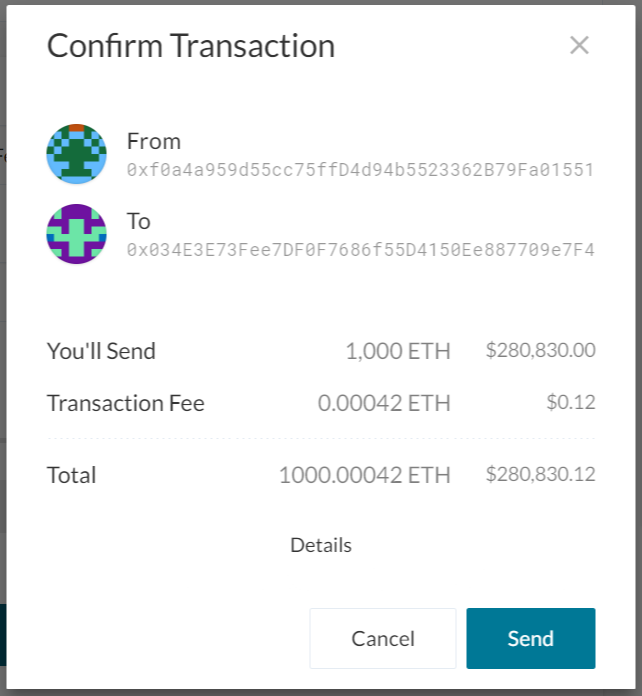 Confirm Transaction
From
0xf0a4a959d55cc75ffD4d94b5523362B79Fa01551
To
0x034E3E73Fee7DF0F7686f55D4150Ee887709e7F4
You'll Send 1,000 ETH $280,830.00
Transaction Fee 0.00042 ETH $0.12
Total 1000.00042 ETH $280,830.12
Details
Cancel Send